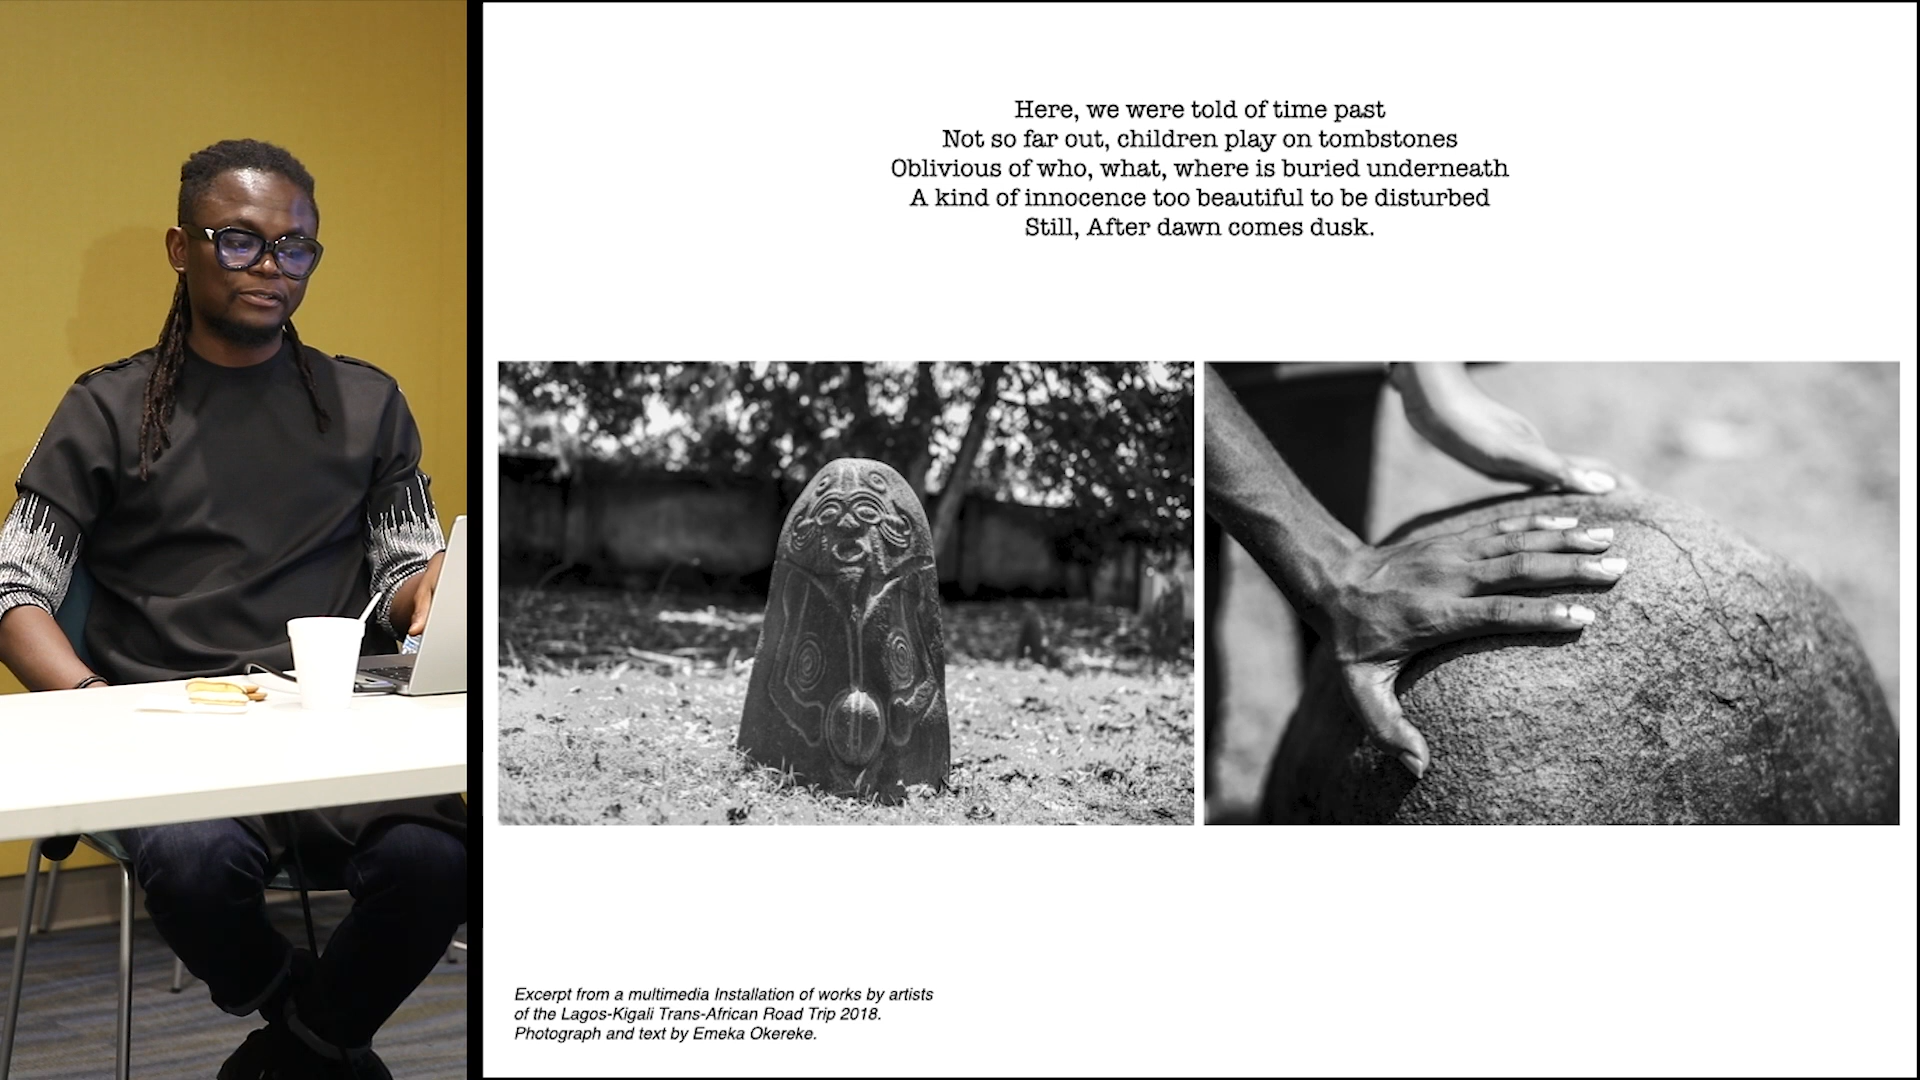 Here, we were told of time past
Not so far out, children play on tombstones
Oblivious of who, what, where is buried underneath
A kind of innocence too beautiful to be disturbed
Still, After dawn comes dusk.
Excerpt from a multimedia Installation of works by artists
of the Lagos-Kigali Trans-African Road Trip 2018.
Photograph and text by Emeka Okereke.